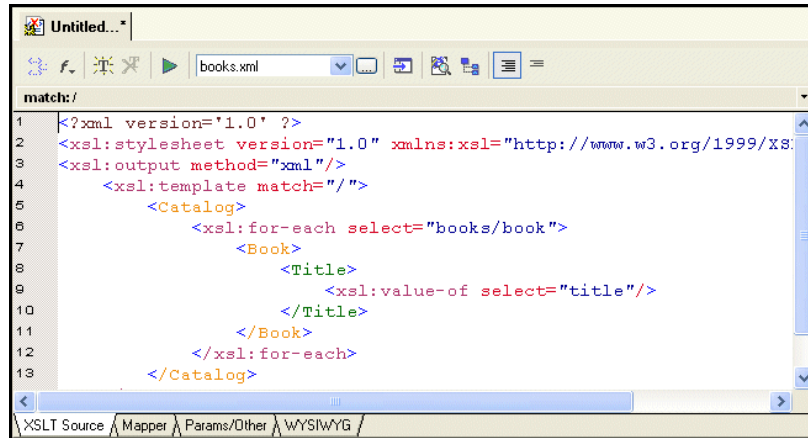 Untitled...*
books.xml
match: /
1 <?xml version='1.0' ?>
2 <xsl:stylesheet version="1.0" xmlns:xsl="http://www.w3.org/1999/XS
3 <xsl:output method="xml"/>
4 <xsl:template match="/">
5 <Catalog>
6 <xsl:for-each select="books/book">
7 <Book>
8 <Title>
9 <xsl:value-of select="title"/>
10 </Title>
11 </Book>
12 </xsl:for-each>
13 </Catalog>
XSLT Source Mapper Params/Other WYSIWYG